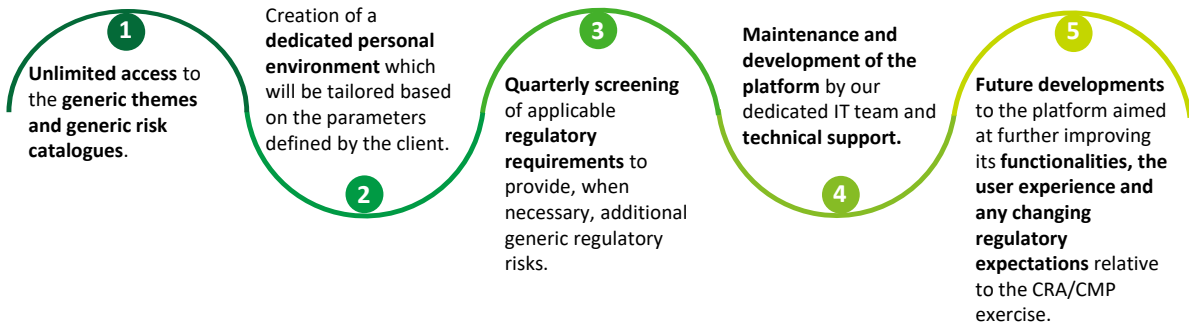 1
Unlimited access to
the generic themes
and generic risk
catalogues.
Creation of a
dedicated personal
environment which
will be tailored based
on the parameters
defined by the client.
2
3
Quarterly screening
of applicable
regulatory
requirements to
provide, when
necessary, additional
generic regulatory
risks.
Maintenance and
development of the
platform by our
dedicated IT team and
technical support.
4
5
Future developments
to the platform aimed
at further improving
its functionalities, the
user experience and
any changing
regulatory
expectations relative
to the CRA/CMP
exercise.